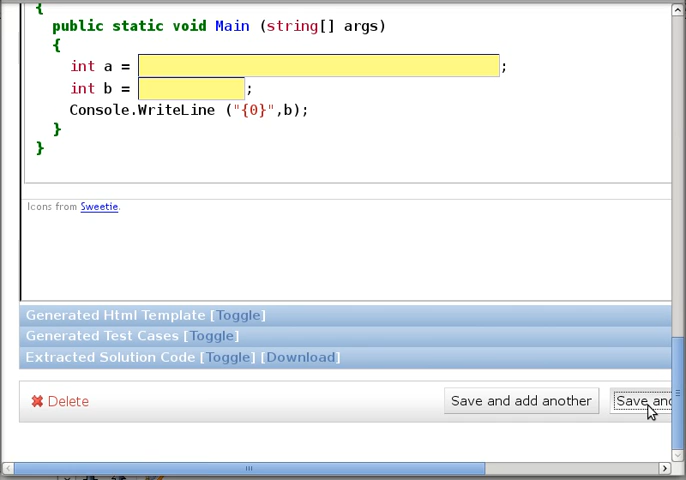 {
public static void Main (string[] args)
{
int a = ;
int b = ;
Console.WriteLine ("{0}",b);
}
}
Icons from Sweetie.
Generated Html Template [Toggle]
Generated Test Cases [Toggle]
Extracted Solution Code [Toggle] [Download]
Delete
Save and add another
Save and